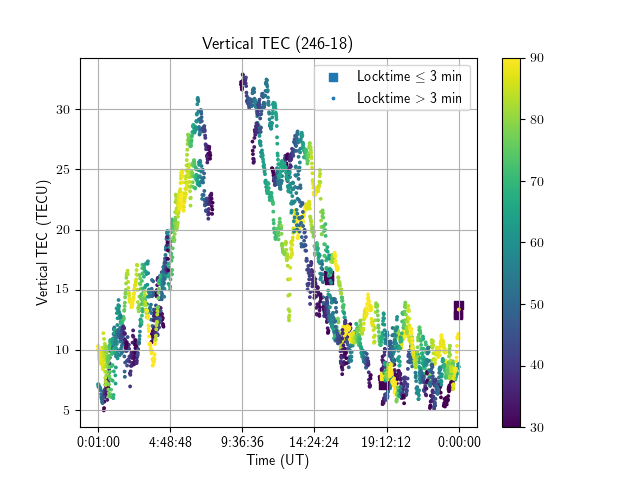 Vertical TEC (246-18)
Locktime ≤ 3 min
Locktime > 3 min
Vertical TEC (TECU)
30
25
20
15
10
5
0:01:00 4:48:48 9:36:36 14:24:24 19:12:12 0:00:00
Time (UT)
90
80
70
60
50
40
30